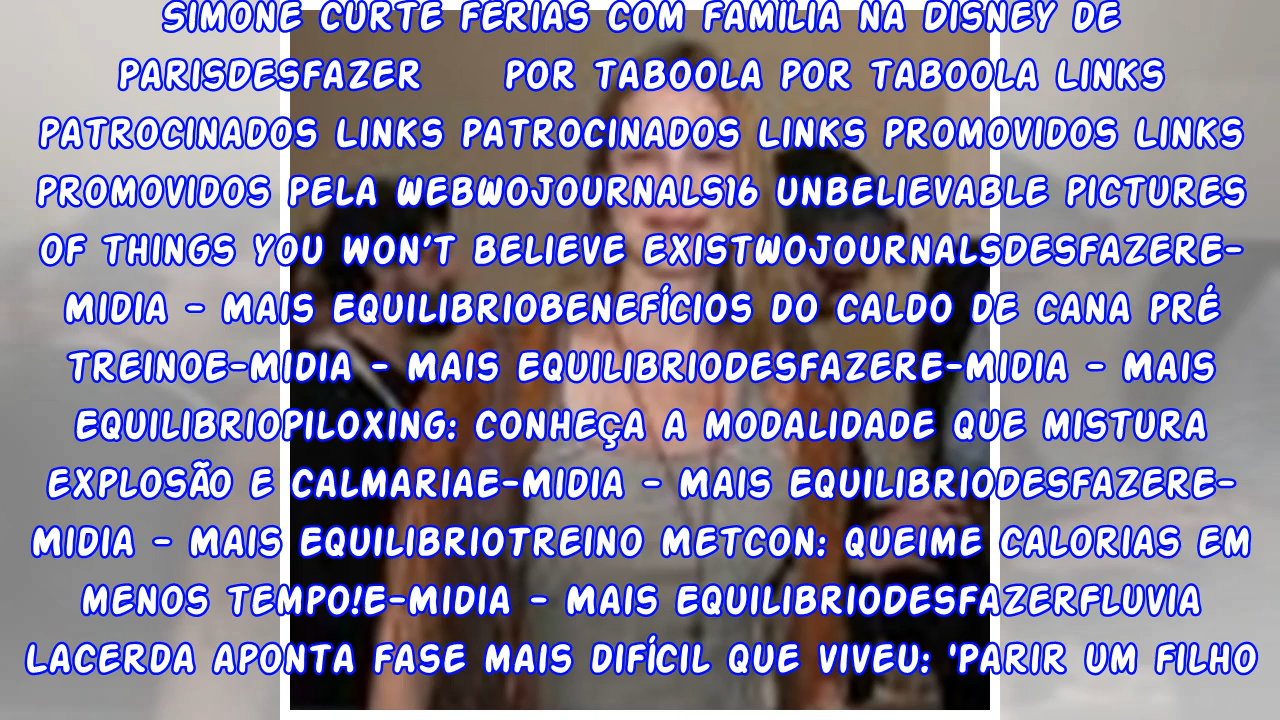 SIMONE CURTE FÉRIAS COM FAMÍLIA NA DISNEY DE
PARISDESFAZER POR TABOOLA POR TABOOLA LINKS
PATROCINADOS LINKS PATROCINADOS LINKS PROMOVIDOS LINKS
PROMOVIDOS PELA WEBWOJOURNALS16 UNBELIEVABLE PICTURES
OF THINGS YOU WON'T BELIEVE EXISTWOJOURNALSDESFAZERE-
MIDIA - MAIS EQUILIBRIOBENEFÍCIOS DO CALDO DE CANA PRÉ
TREINOE-MIDIA - MAIS EQUILIBRIODESFAZERE-MIDIA - MAIS
EQUILIBRIOPILOXING: CONHEÇA A MODALIDADE QUE MISTURA
EXPLOSÃO E CALMARIAE-MIDIA - MAIS EQUILIBRIODESFAZERE-
MIDIA - MAIS EQUILIBRIOTREINO METCON: QUEIME CALORIAS EM
MENOS TEMPO!E-MIDIA - MAIS EQUILIBRIODESFAZERFLUVIA
LACERDA APONTA FASE MAIS DIFÍCIL QUE VIVEU: 'PARIR UM FILHO